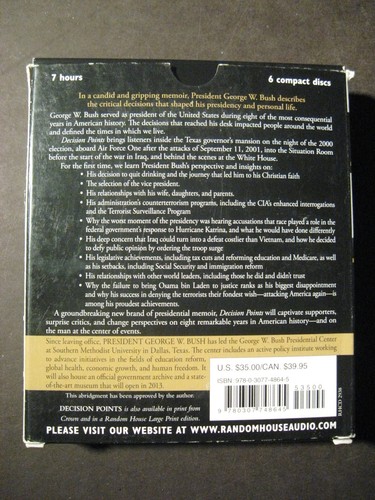 7 hours
6 compact discs
In a candid and gripping memoir, President George W. Bush describes
the critical decisions that shaped his presidency and personal life.
George W. Bush served as president of the United States during eight of the most consequential
years in American history. The decisions that reached his desk impacted people around the world
and defined the times in which we live.
Decision Points brings listeners inside the Texas governor's mansion on the night of the 2000
election, aboard Air Force One after the attacks of September 11, 2001, into the Situation Room
before the start of the war in Iraq, and behind the scenes at the White House.
For the first time, we learn President Bush's perspective and insights on:
• His decision to quit drinking and the journey that led him to his Christian faith
• The selection of the vice president.
• His relationships with his wife, daughters, and parents.
• His administration's counterterrorism programs, including the CIA's enhanced interrogations
and the Terrorist Surveillance Program
• Why the worst moment of the presidency was hearing accusations that race played a role in the
federal government's response to Hurricane Katrina, and what he would have done differently
• His deep concern that Iraq could turn into a defeat costlier than Vietnam, and how he decided
to defy public opinion by ordering the troop surge
• His legislative achievements, including tax cuts and reforming education and Medicare, as well
as his setbacks, including Social Security and immigration reform
• His relationships with other world leaders, including those he did and didn't trust
• Why the failure to bring Osama bin Laden to justice ranks as his biggest disappointment
and why his success in denying the terrorists their fondest wish—attacking America again—is
among his proudest achievements.
A groundbreaking new brand of presidential memoir, Decision Points will captivate supporters,
surprise critics, and change perspectives on eight remarkable years in American history—and on
the man at the center of events.
Since leaving office, PRESIDENT GEORGE W. BUSH has led the George W. Bush Presidential Center
at Southern Methodist University in Dallas, Texas. The center includes an active policy institute working
to advance initiatives in the fields of education reform,
global health, economic growth, and human freedom. It
will also house an official government archive and a state-
of-the-art museum that will open in 2013.
This abridgment has been approved by the author.
DECISION POINTS is also available in print from
Crown and in a Random House Large Print edition.
U.S. $35.00/CAN. $39.95
ISBN: 978-0-3077-4864-5
53500
9 780307 748645
RHCD 2936
PLEASE VISIT OUR WEBSITE AT WWW.RANDOMHOUSEAUDIO.COM